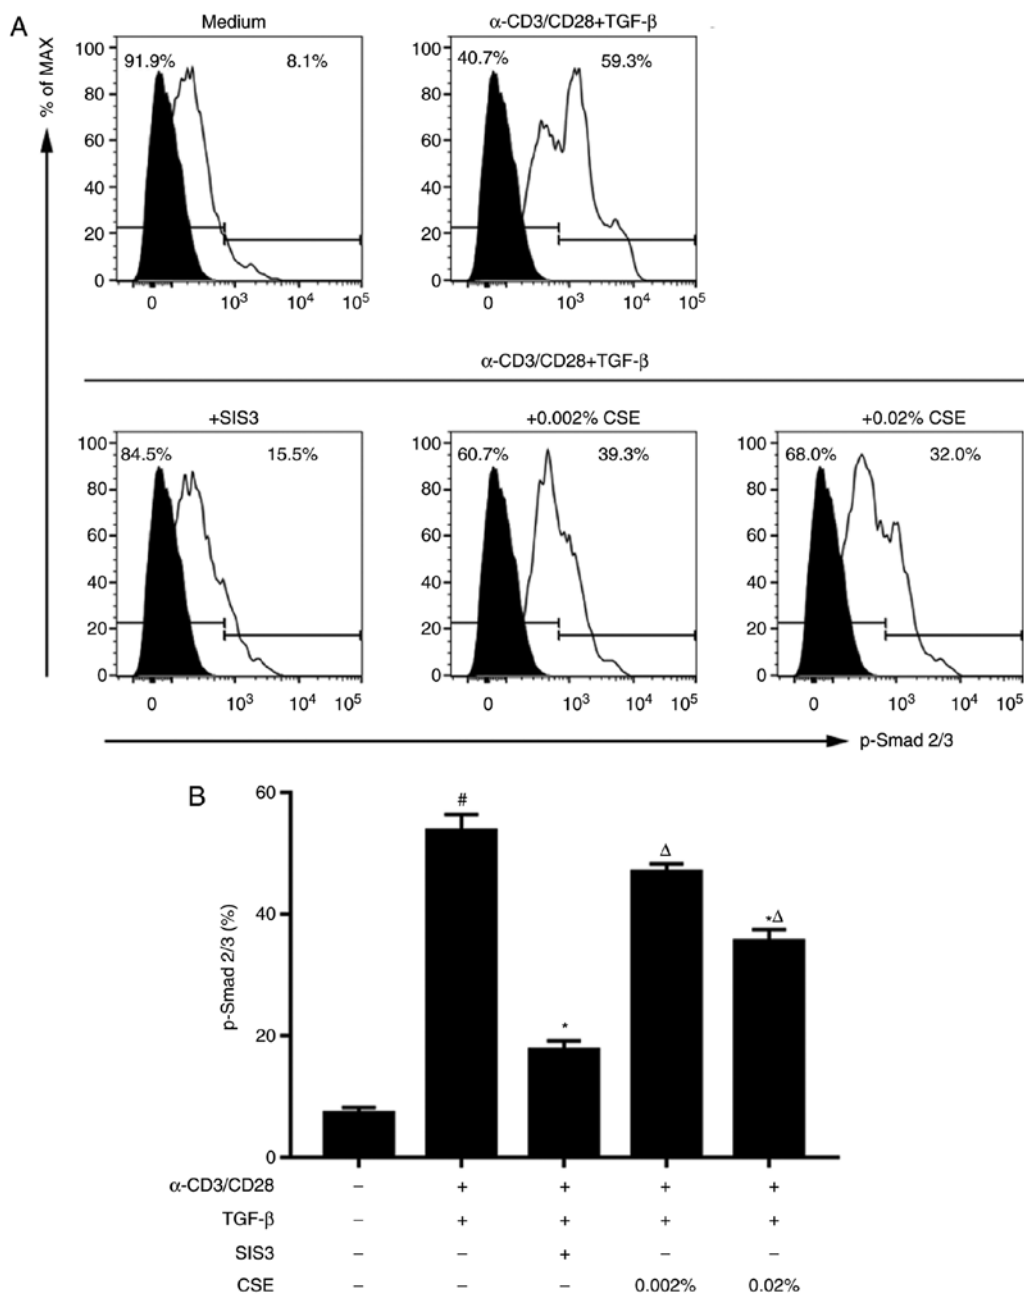 A
Medium
α-CD3/CD28+TGF-β
% of MAX
100
80
60
40
20
0
91.9% 8.1%
0 10³ 10⁴ 10⁵
100
80
60
40
20
0
40.7% 59.3%
0 10³ 10⁴ 10⁵
α-CD3/CD28+TGF-β
+SIS3
100
80
60
40
20
0
84.5% 15.5%
0 10³ 10⁴ 10⁵
+0.002% CSE
100
80
60
40
20
0
60.7% 39.3%
0 10³ 10⁴ 10⁵
+0.02% CSE
100
80
60
40
20
0
68.0% 32.0%
0 10³ 10⁴ 10⁵
p-Smad 2/3
B
p-Smad 2/3 (%)
60
40
20
0
#
*
Δ
*Δ
α-CD3/CD28 – + + + +
TGF-β – + + + +
SIS3 – – + – –
CSE – – – 0.002% 0.02%